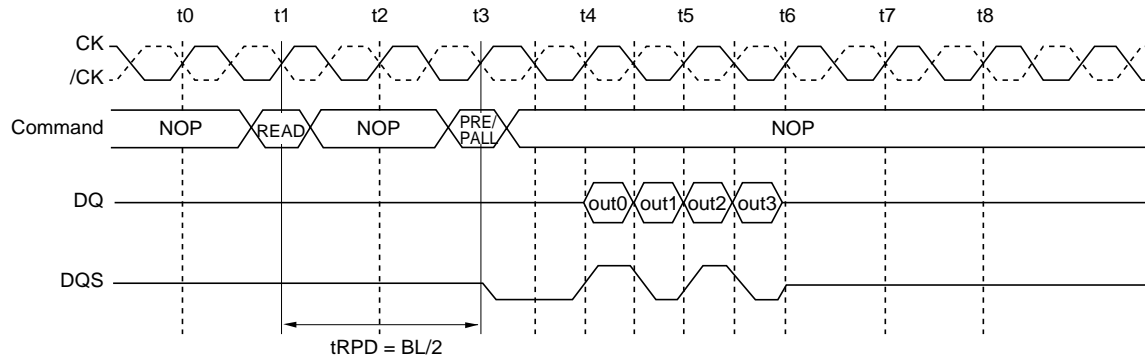 t0 t1 t2 t3 t4 t5 t6 t7 t8
CK
/CK
Command NOP READ NOP PRE/ PALL NOP
DQ out0 out1 out2 out3
DQS
tRPD = BL/2